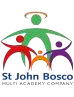 St John Bosco
MULTI ACADEMY COMPANY